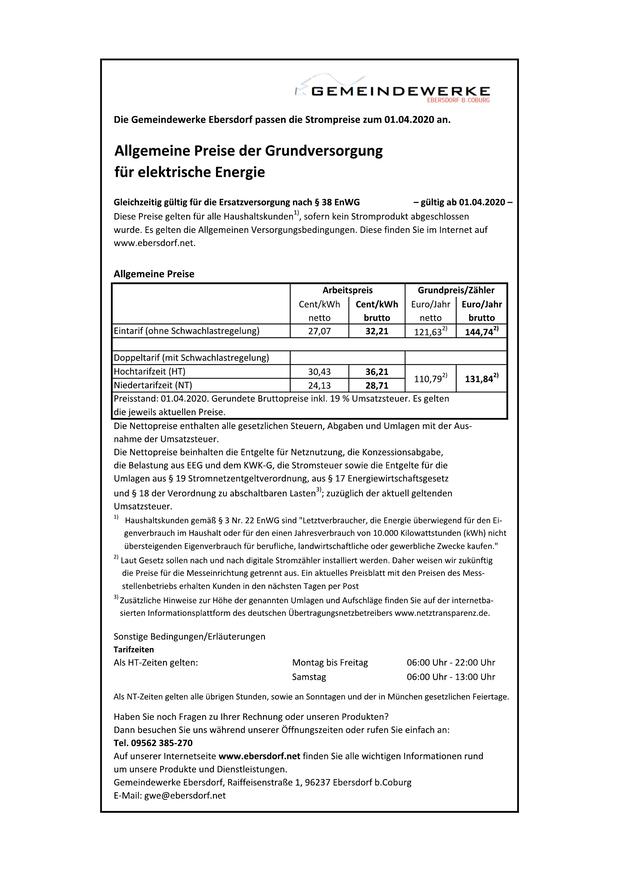 GEMEINDEWERKE
EBERSDORF B.COBURG
Die Gemeindewerke Ebersdorf passen die Strompreise zum 01.04.2020 an.
Allgemeine Preise der Grundversorgung
für elektrische Energie
Gleichzeitig gültig für die Ersatzversorgung nach § 38 EnWG – gültig ab 01.04.2020 –
Diese Preise gelten für alle Haushaltskunden1), sofern kein Stromprodukt abgeschlossen
wurde. Es gelten die Allgemeinen Versorgungsbedingungen. Diese finden Sie im Internet auf
www.ebersdorf.net.
Allgemeine Preise
Arbeitspreis Grundpreis/Zähler
Cent/kWh Cent/kWh Euro/Jahr Euro/Jahr
netto brutto netto brutto
Eintarif (ohne Schwachlastregelung) 27,07 32,21 121,632) 144,742)
Doppeltarif (mit Schwachlastregelung)
Hochtarifzeit (HT) 30,43 36,21 110,792) 131,842)
Niedertarifzeit (NT) 24,13 28,71
Preisstand: 01.04.2020. Gerundete Bruttopreise inkl. 19 % Umsatzsteuer. Es gelten
die jeweils aktuellen Preise.
Die Nettopreise enthalten alle gesetzlichen Steuern, Abgaben und Umlagen mit der Aus-
nahme der Umsatzsteuer.
Die Nettopreise beinhalten die Entgelte für Netznutzung, die Konzessionsabgabe,
die Belastung aus EEG und dem KWK-G, die Stromsteuer sowie die Entgelte für die
Umlagen aus § 19 Stromnetzentgeltverordnung, aus § 17 Energiewirtschaftsgesetz
und § 18 der Verordnung zu abschaltbaren Lasten3); zuzüglich der aktuell geltenden
Umsatzsteuer.
1) Haushaltskunden gemäß § 3 Nr. 22 EnWG sind "Letztverbraucher, die Energie überwiegend für den Ei-
genverbrauch im Haushalt oder für den einen Jahresverbrauch von 10.000 Kilowattstunden (kWh) nicht
übersteigenden Eigenverbrauch für berufliche, landwirtschaftliche oder gewerbliche Zwecke kaufen."
2) Laut Gesetz sollen nach und nach digitale Stromzähler installiert werden. Daher weisen wir zukünftig
die Preise für die Messeinrichtung getrennt aus. Ein aktuelles Preisblatt mit den Preisen des Mess-
stellenbetriebs erhalten Kunden in den nächsten Tagen per Post
3) Zusätzliche Hinweise zur Höhe der genannten Umlagen und Aufschläge finden Sie auf der internetba-
sierten Informationsplattform des deutschen Übertragungsnetzbetreibers www.netztransparenz.de.
Sonstige Bedingungen/Erläuterungen
Tarifzeiten
Als HT-Zeiten gelten: Montag bis Freitag 06:00 Uhr - 22:00 Uhr
Samstag 06:00 Uhr - 13:00 Uhr
Als NT-Zeiten gelten alle übrigen Stunden, sowie an Sonntagen und der in München gesetzlichen Feiertage.
Haben Sie noch Fragen zu Ihrer Rechnung oder unseren Produkten?
Dann besuchen Sie uns während unserer Öffnungszeiten oder rufen Sie einfach an:
Tel. 09562 385-270
Auf unserer Internetseite www.ebersdorf.net finden Sie alle wichtigen Informationen rund
um unsere Produkte und Dienstleistungen.
Gemeindewerke Ebersdorf, Raiffeisenstraße 1, 96237 Ebersdorf b.Coburg
E-Mail: gwe@ebersdorf.net